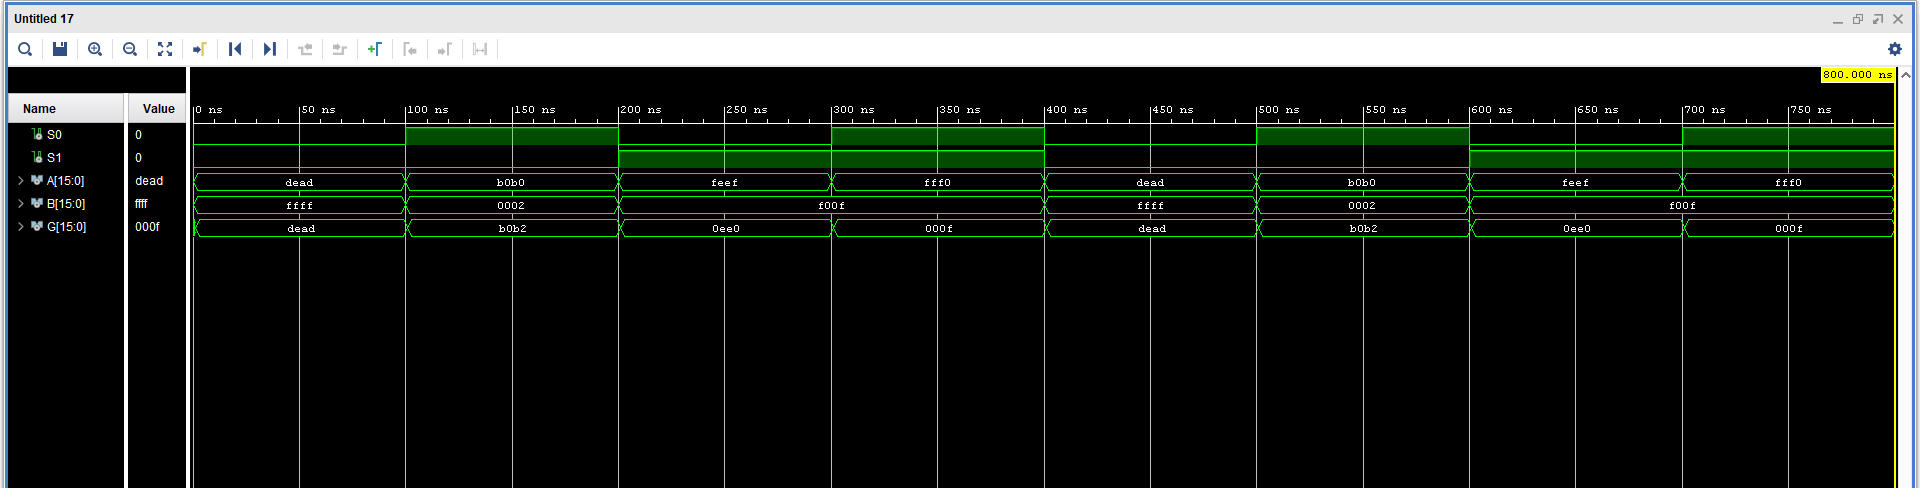 Untitled 17
800.000 ns
Name Value
0 ns 50 ns 100 ns 150 ns 200 ns 250 ns 300 ns 350 ns 400 ns 450 ns 500 ns 550 ns 600 ns 650 ns 700 ns 750 ns
S0 0
S1 0
A[15:0] dead dead b0b0 feef fff0 dead b0b0 feef fff0
B[15:0] ffff ffff 0002 f00f ffff 0002 f00f
G[15:0] 000f dead b0b2 0ee0 000f dead b0b2 0ee0 000f